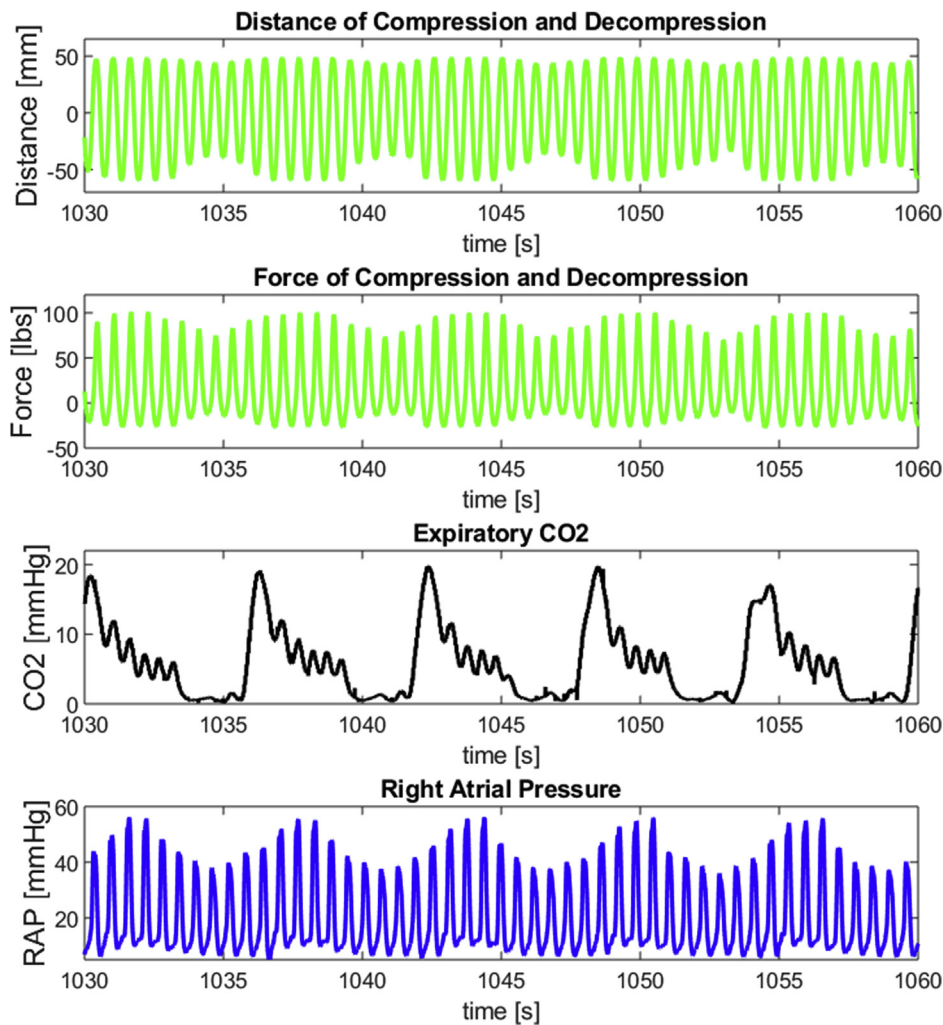 Distance of Compression and Decompression
Distance [mm]
50
0
-50
1030 1035 1040 1045 1050 1055 1060
time [s]
Force of Compression and Decompression
Force [lbs]
100
50
0
-50
1030 1035 1040 1045 1050 1055 1060
time [s]
Expiratory CO2
CO2 [mmHg]
20
10
0
1030 1035 1040 1045 1050 1055 1060
time [s]
Right Atrial Pressure
RAP [mmHg]
60
40
20
1030 1035 1040 1045 1050 1055 1060
time [s]